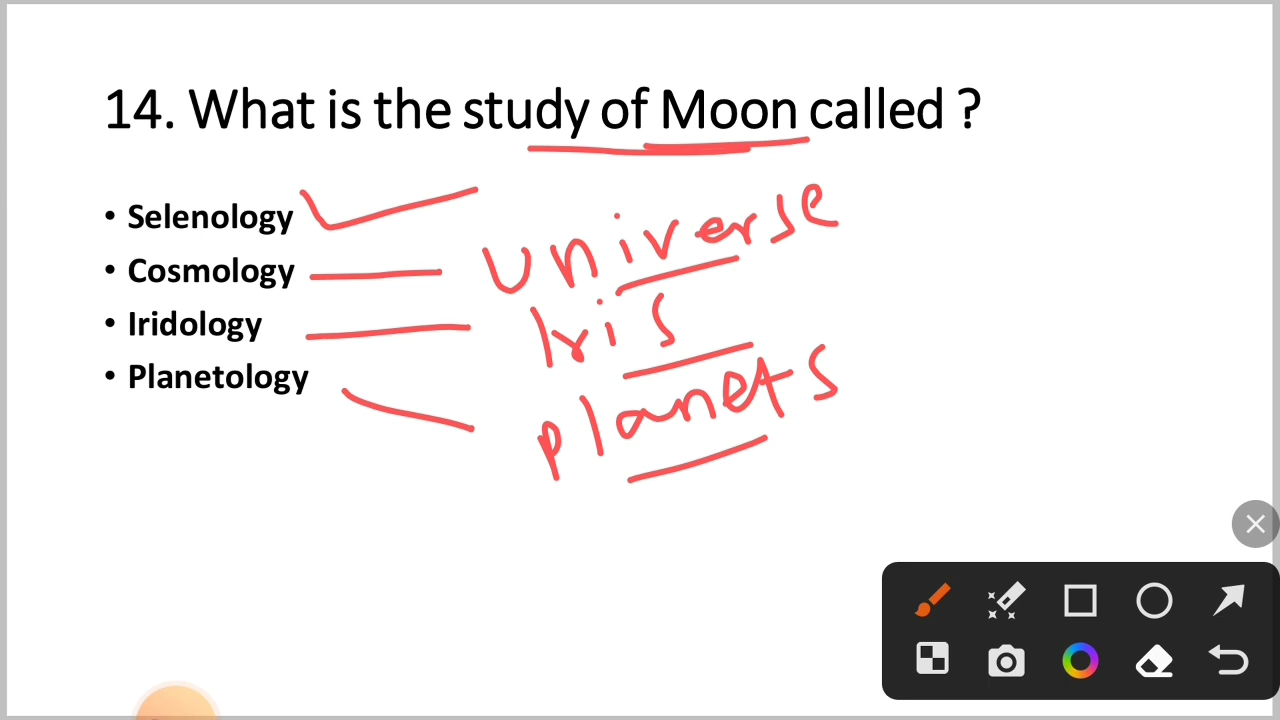 14. What is the study of Moon called ?
• Selenology
• Cosmology universe
• Iridology Iris
• Planetology planets